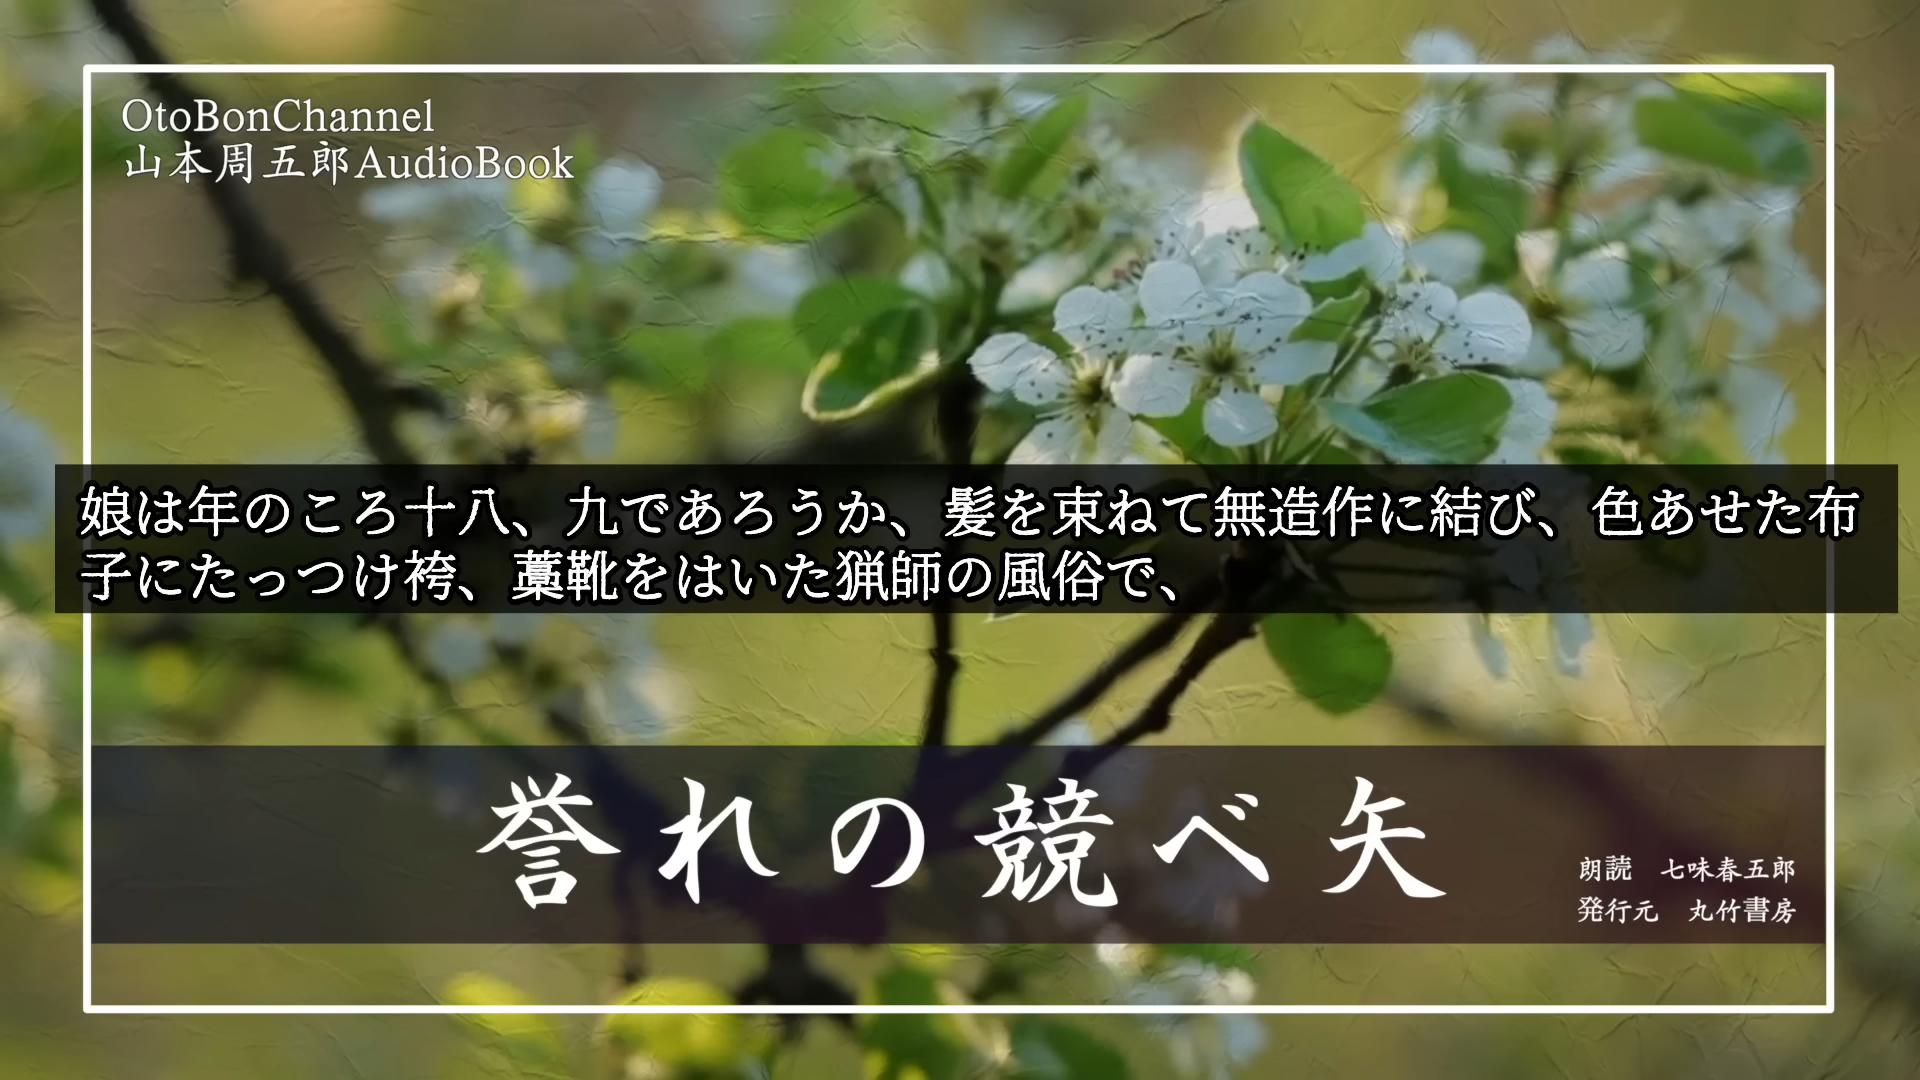 OtoBonChannel
山本周五郎AudioBook
娘は年のころ十八、九であろうか、髪を束ねて無造作に結び、色あせた布
子にたっつけ袴、藁靴をはいた猟師の風俗で、
誉れの競べ矢
朗読　七味春五郎
発行元　丸竹書房